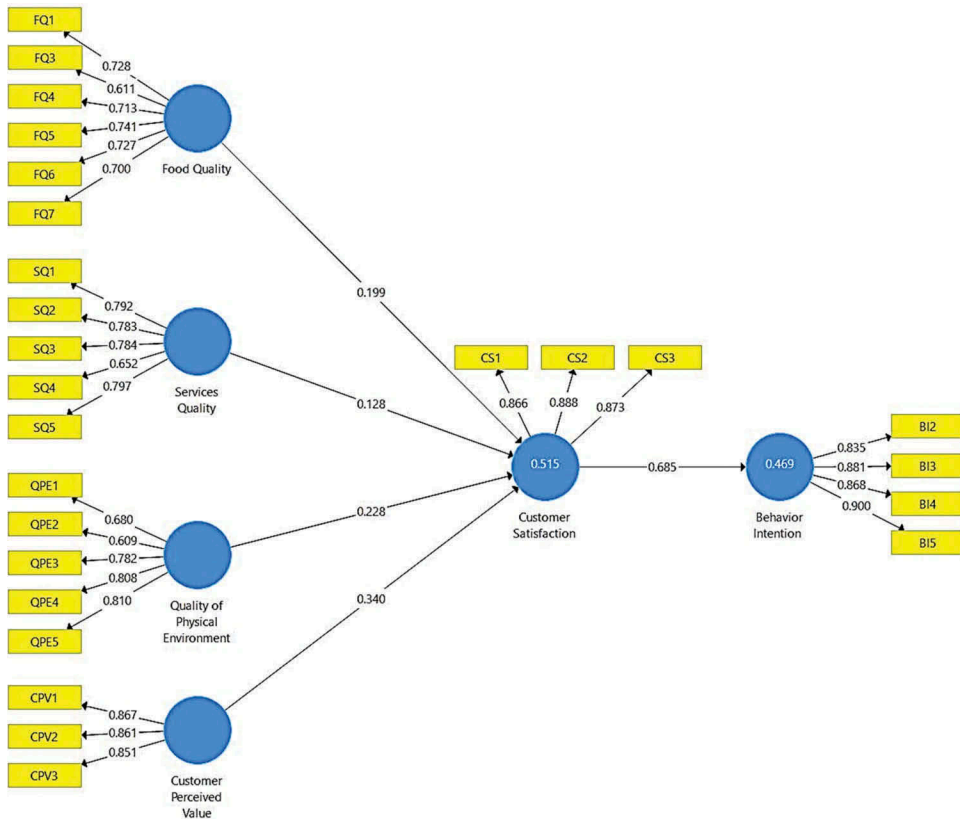 FQ1
FQ3
FQ4
FQ5
FQ6
FQ7
0.728
0.611
0.713
0.741
0.727
0.700
Food Quality
SQ1
SQ2
SQ3
SQ4
SQ5
0.792
0.783
0.784
0.652
0.797
Services
Quality
QPE1
QPE2
QPE3
QPE4
QPE5
0.680
0.609
0.782
0.808
0.810
Quality of
Physical
Environment
CPV1
CPV2
CPV3
0.867
0.861
0.851
Customer
Perceived
Value
0.199
0.128
0.228
0.340
CS1
CS2
CS3
0.866
0.888
0.873
0.515
Customer
Satisfaction
0.685
0.469
Behavior
Intention
0.835
0.881
0.868
0.900
BI2
BI3
BI4
BI5